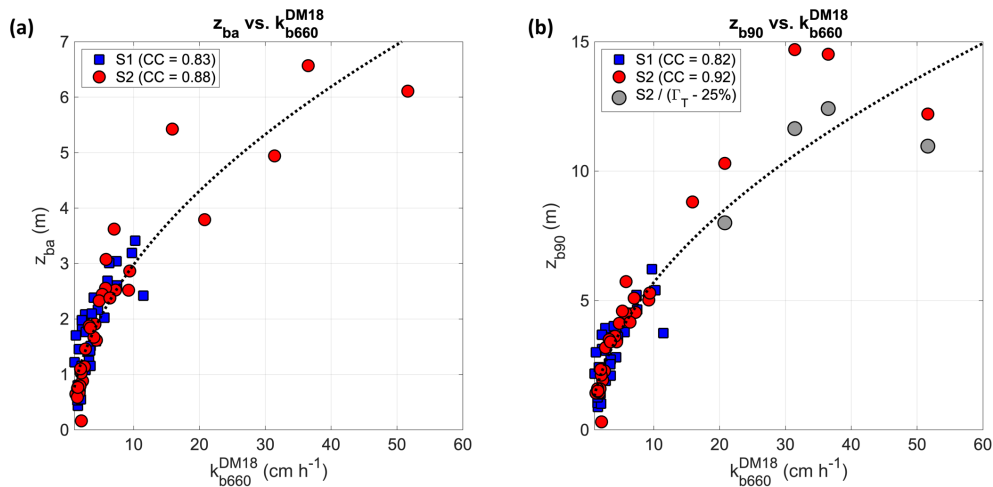 (a)
z_ba vs. k_b660^DM18
7
6
5
4
3
2
1
0
z_ba (m)
S1 (CC = 0.83)
S2 (CC = 0.88)
10
20
30
40
50
60
k_b660^DM18 (cm h^-1)
(b)
z_b90 vs. k_b660^DM18
15
10
5
0
z_b90 (m)
S1 (CC = 0.82)
S2 (CC = 0.92)
S2 / (Γ_T - 25%)
10
20
30
40
50
60
k_b660^DM18 (cm h^-1)